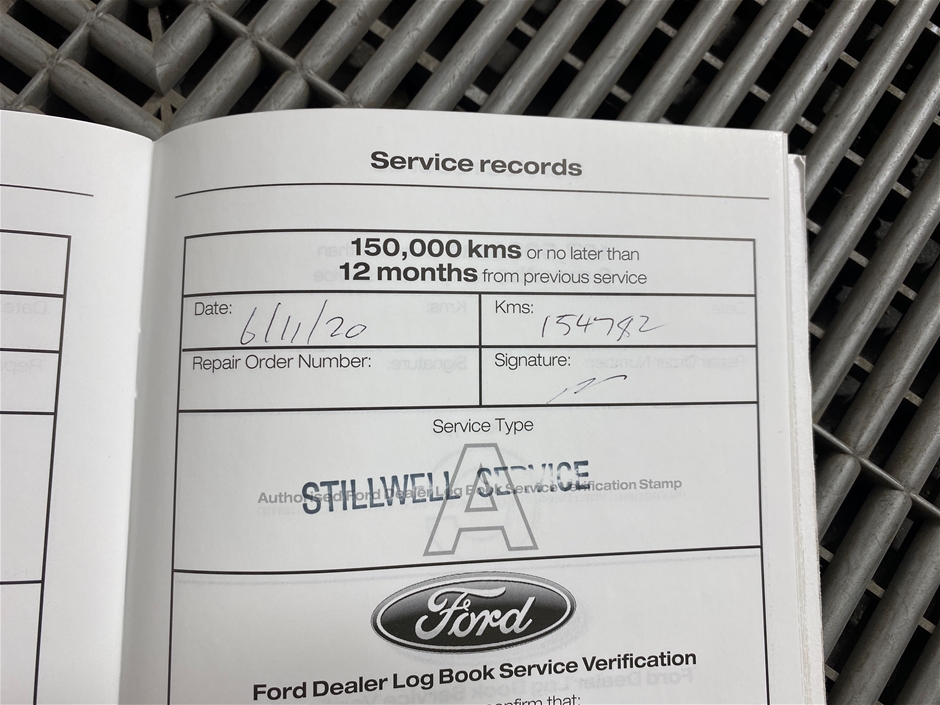 Service records
150,000 kms or no later than
12 months from previous service
Date: 6/11/20
Kms: 154782
Repair Order Number:
Signature:
Service Type
A
Authorised Ford Dealer Log Book Service Verification Stamp
STILLWELL SERVICE
Ford
Ford Dealer Log Book Service Verification
confirm that: